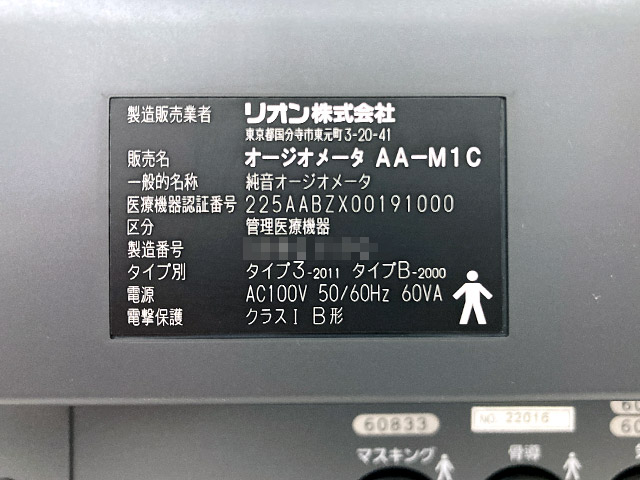 製造販売業者 リオン株式会社
東京都国分寺市東元町3-20-41
販売名 オージオメータ AA-M1C
一般的名称 純音オージオメータ
医療機器認証番号 225AABZX00191000
区分 管理医療機器
製造番号
タイプ別 タイプ3-2011 タイプB-2000
電源 AC100V 50/60Hz 60VA
電撃保護 クラスⅠ B形
60833
NO. 22016
マスキング
骨導